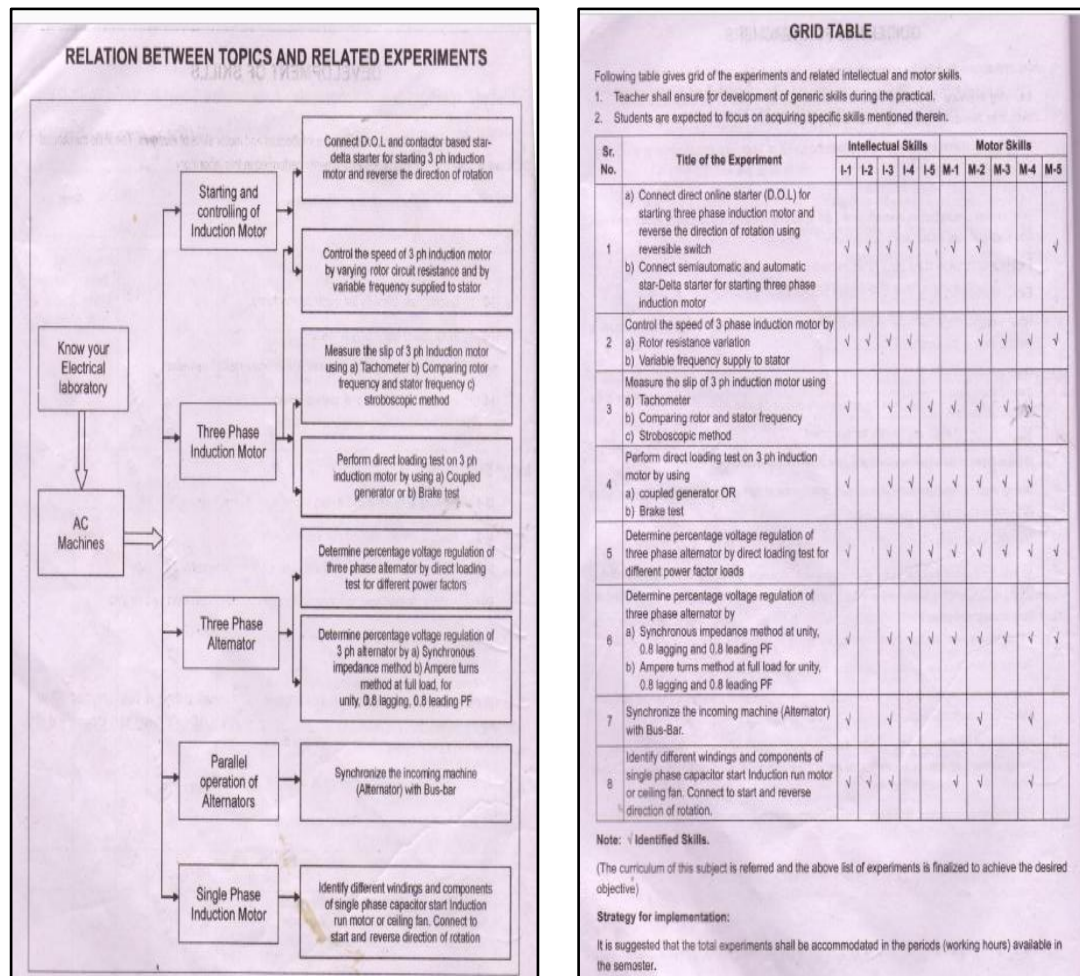 RELATION BETWEEN TOPICS AND RELATED EXPERIMENTS
Know your
Electrical
laboratory
AC
Machines
Starting and
controlling of
Induction Motor
Connect D.O.L and contactor based star-
delta starter for starting 3 ph induction
motor and reverse the direction of rotation
Control the speed of 3 ph induction motor
by varying rotor circuit resistance and by
variable frequency supplied to stator
Three Phase
Induction Motor
Measure the slip of 3 ph Induction motor
using a) Tachometer b) Comparing rotor
frequency and stator frequency c)
stroboscopic method
Perform direct loading test on 3 ph
induction motor by using a) Coupled
generator or b) Brake test
Three Phase
Alternator
Determine percentage voltage regulation of
three phase alternator by direct loading
test for different power factors
Determine percentage voltage regulation of
3 ph alternator by a) Synchronous
impedance method b) Ampere turns
method at full load, for
unity, 0.8 lagging, 0.8 leading PF
Parallel
operation of
Alternators
Synchronize the incoming machine
(Alternator) with Bus-bar
Single Phase
Induction Motor
Identify different windings and components
of single phase capacitor start Induction
run motor or ceiling fan. Connect to
start and reverse direction of rotation
GRID TABLE
Following table gives grid of the experiments and related intellectual and motor skills.
1. Teacher shall ensure for development of generic skills during the practical.
2. Students are expected to focus on acquiring specific skills mentioned therein.
Sr. No. Title of the Experiment Intellectual Skills Motor Skills
I-1 I-2 I-3 I-4 I-5 M-1 M-2 M-3 M-4 M-5
1 a) Connect direct online starter (D.O.L) for
starting three phase induction motor and
reverse the direction of rotation using
reversible switch √ √ √ √ √ √ √
b) Connect semiautomatic and automatic
star-Delta starter for starting three phase
induction motor
Control the speed of 3 phase induction motor by
2 a) Rotor resistance variation √ √ √ √ √ √ √ √
b) Variable frequency supply to stator
Measure the slip of 3 ph induction motor using
3 a) Tachometer √ √ √ √ √ √ √ √
b) Comparing rotor and stator frequency
c) Stroboscopic method
Perform direct loading test on 3 ph induction
motor by using
4 a) coupled generator OR √ √ √ √ √ √ √ √
b) Brake test
Determine percentage voltage regulation of
5 three phase alternator by direct loading test for √ √ √ √ √ √ √ √ √
different power factor loads
Determine percentage voltage regulation of
three phase alternator by
6 a) Synchronous impedance method at unity,
0.8 lagging and 0.8 leading PF √ √ √ √ √ √ √ √ √
b) Ampere turns method at full load for unity,
0.8 lagging and 0.8 leading PF
7 Synchronize the incoming machine (Alternator)
with Bus-Bar. √ √ √ √
Identify different windings and components of
8 single phase capacitor start Induction run motor √ √ √ √ √ √
or ceiling fan. Connect to start and reverse
direction of rotation.
Note: √ Identified Skills.
(The curriculum of this subject is referred and the above list of experiments is finalized to achieve the desired
objective)
Strategy for implementation:
It is suggested that the total experiments shall be accommodated in the periods (working hours) available in
the semester.